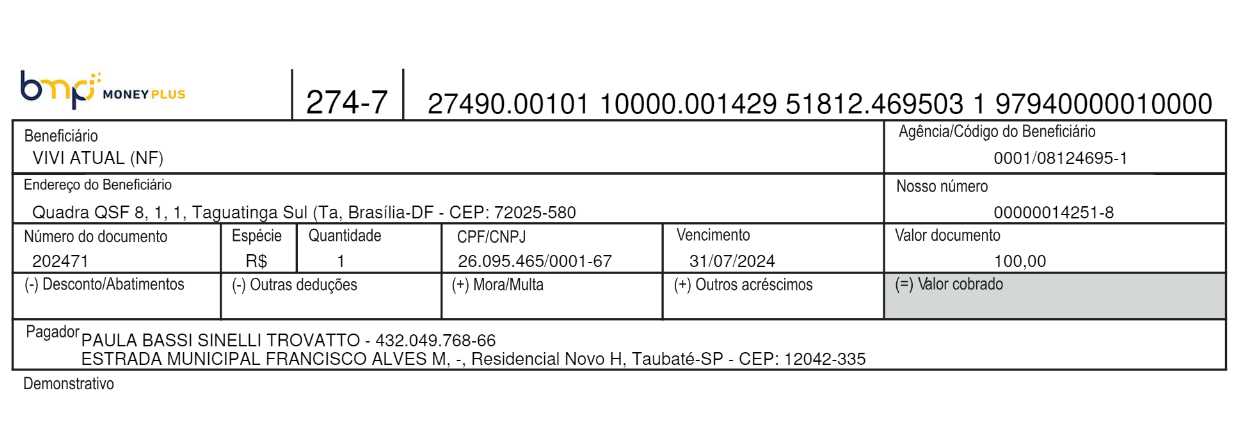 bmp MONEY PLUS 274-7 27490.00101 10000.001429 51812.469503 1 97940000010000
Beneficiário Agência/Código do Beneficiário
VIVI ATUAL (NF) 0001/08124695-1
Endereço do Beneficiário Nosso número
Quadra QSF 8, 1, 1, Taguatinga Sul (Ta, Brasília-DF - CEP: 72025-580 00000014251-8
Número do documento Espécie Quantidade CPF/CNPJ Vencimento Valor documento
202471 R$ 1 26.095.465/0001-67 31/07/2024 100,00
(-) Desconto/Abatimentos (-) Outras deduções (+) Mora/Multa (+) Outros acréscimos (=) Valor cobrado
Pagador PAULA BASSI SINELLI TROVATTO - 432.049.768-66
ESTRADA MUNICIPAL FRANCISCO ALVES M, -, Residencial Novo H, Taubaté-SP - CEP: 12042-335
Demonstrativo